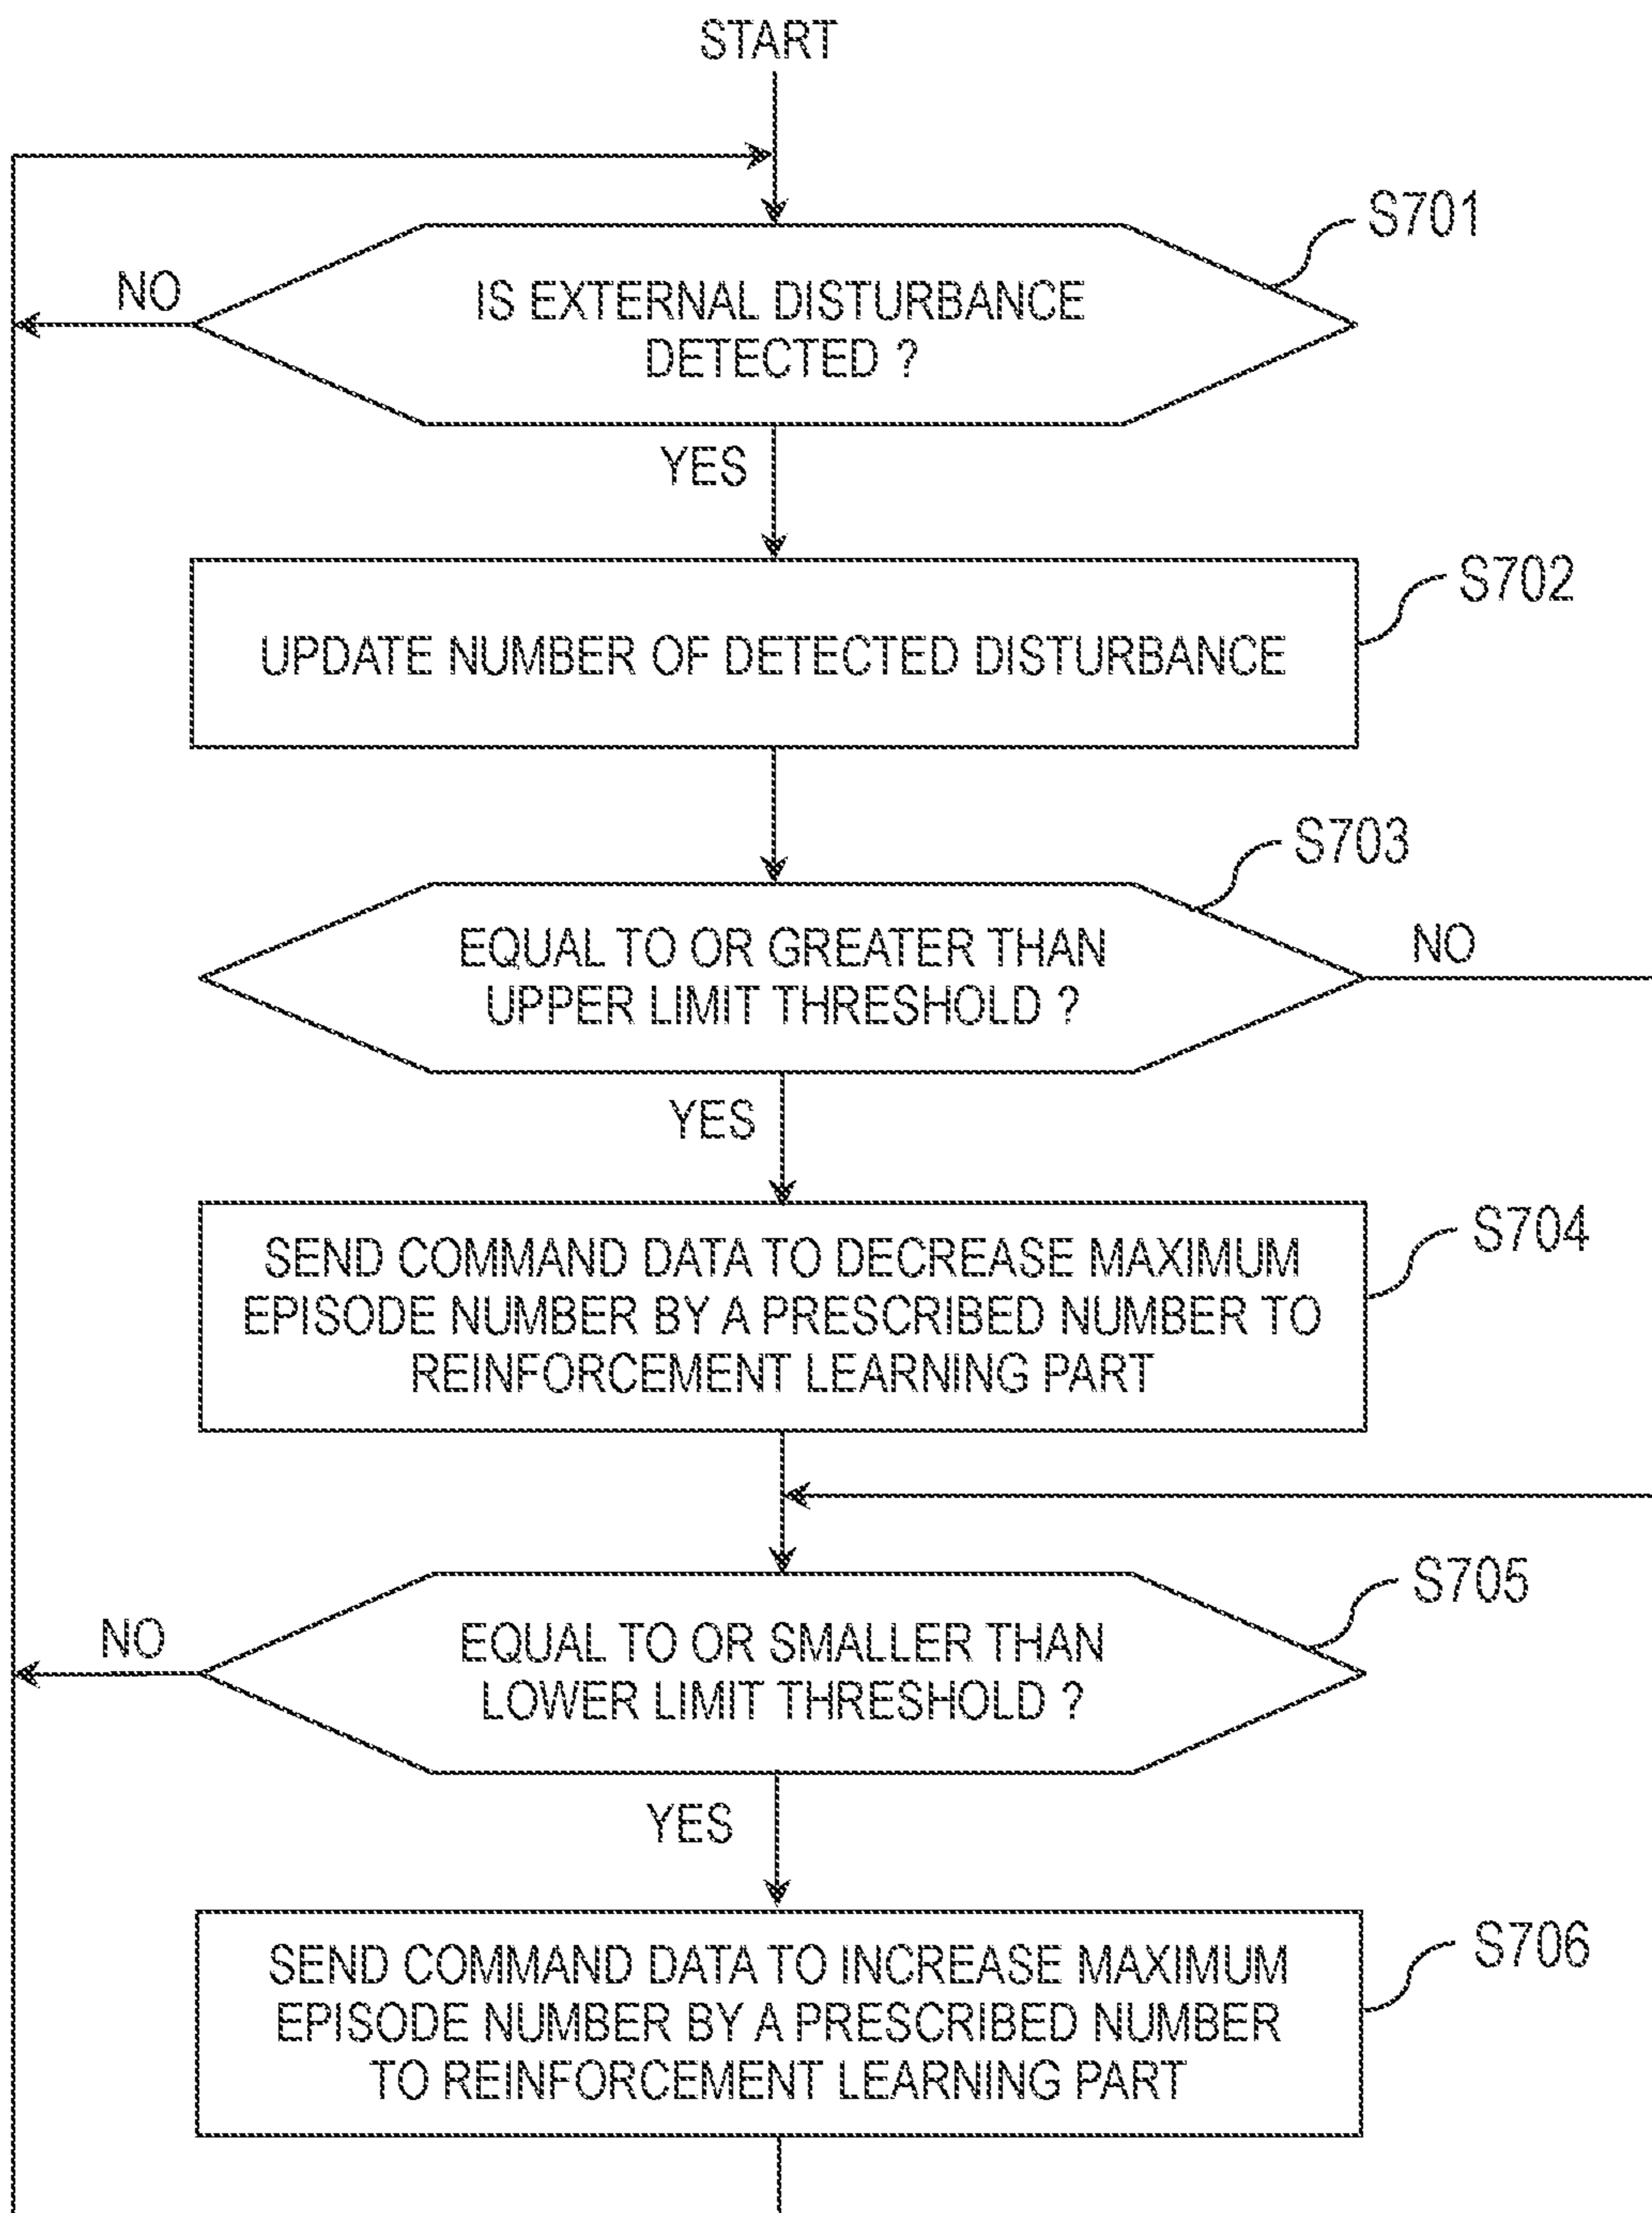 START
S701
NO
IS EXTERNAL DISTURBANCE
DETECTED ?
YES
S702
UPDATE NUMBER OF DETECTED DISTURBANCE
S703
EQUAL TO OR GREATER THAN
UPPER LIMIT THRESHOLD ?
NO
YES
S704
SEND COMMAND DATA TO DECREASE MAXIMUM
EPISODE NUMBER BY A PRESCRIBED NUMBER TO
REINFORCEMENT LEARNING PART
S705
NO
EQUAL TO OR SMALLER THAN
LOWER LIMIT THRESHOLD ?
YES
S706
SEND COMMAND DATA TO INCREASE MAXIMUM
EPISODE NUMBER BY A PRESCRIBED NUMBER
TO REINFORCEMENT LEARNING PART